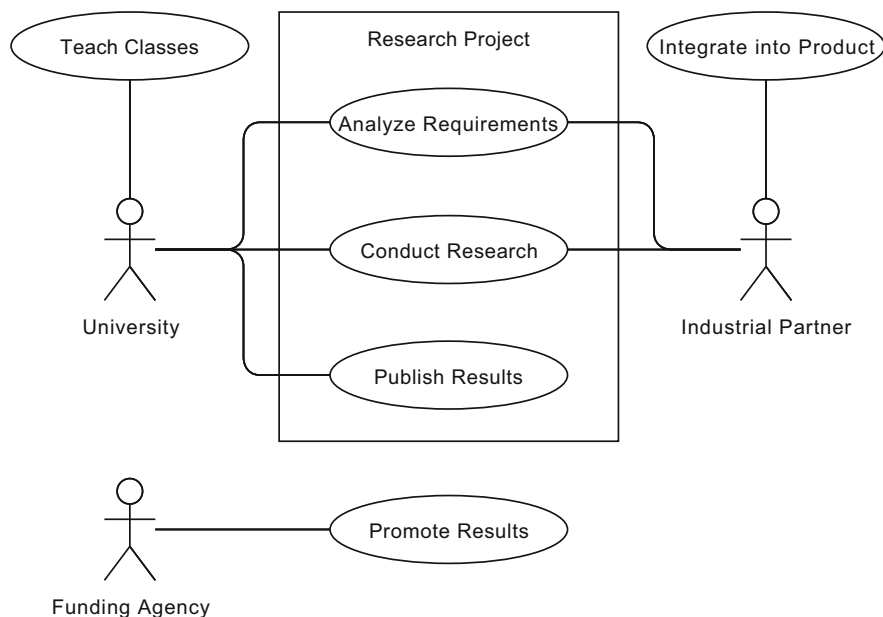 Teach Classes
Research Project
Integrate into Product
Analyze Requirements
Conduct Research
University
Industrial Partner
Publish Results
Promote Results
Funding Agency